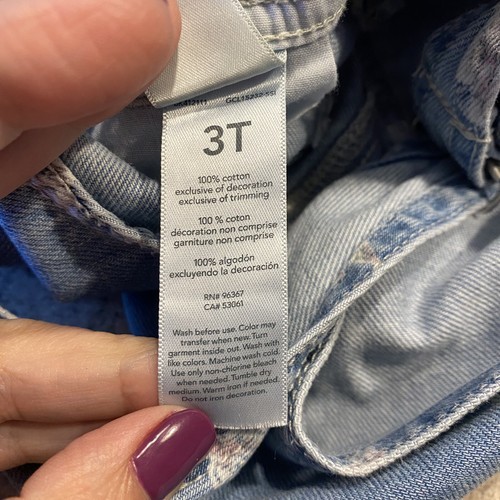 3T
100% cotton
exclusive of decoration
exclusive of trimming
100 % coton
décoration non comprise
garniture non comprise
100% algodón
excluyendo la decoración
RN# 96367
CA# 53061
Wash before use. Color may
transfer when new. Turn
garment inside out. Wash with
like colors. Machine wash cold.
Use only non-chlorine bleach
when needed. Tumble dry
medium. Warm iron if needed.
Do not iron decoration.